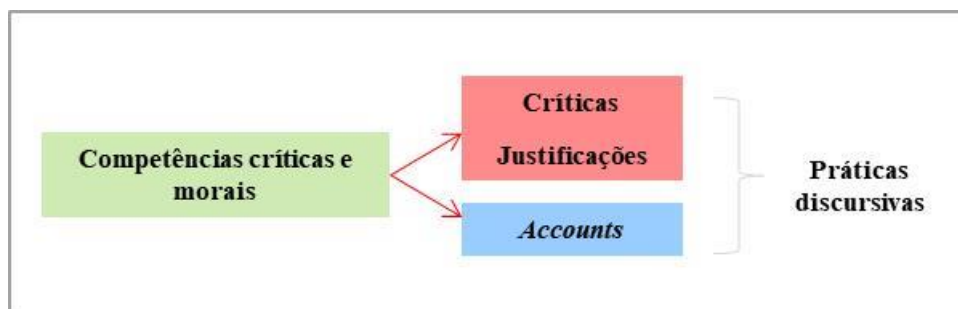 Competências críticas e
morais
Críticas
Justificações
Accounts
Práticas
discursivas